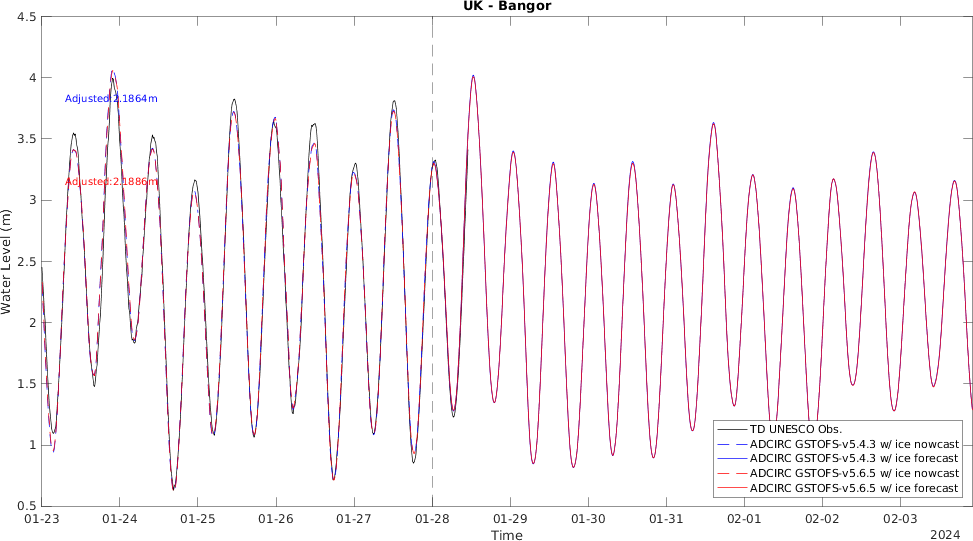 UK - Bangor
4.5
4
3.5
3
2.5
2
1.5
1
0.5
Water Level (m)
Adjusted:2.1864m
Adjusted:2.1886m
TD UNESCO Obs.
ADCIRC GSTOFS-v5.4.3 w/ ice nowcast
ADCIRC GSTOFS-v5.4.3 w/ ice forecast
ADCIRC GSTOFS-v5.6.5 w/ ice nowcast
ADCIRC GSTOFS-v5.6.5 w/ ice forecast
01-23 01-24 01-25 01-26 01-27 01-28 01-29 01-30 01-31 02-01 02-02 02-03
Time
2024